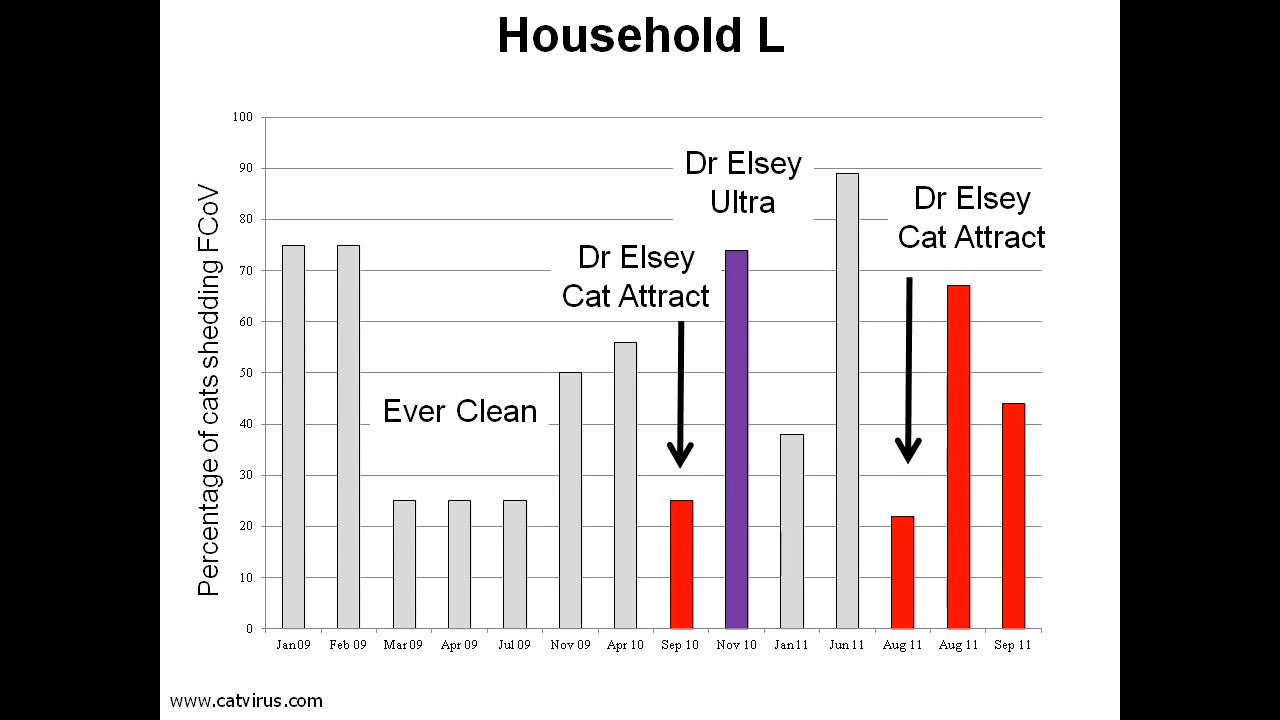 Household L
Percentage of cats shedding FCoV
100
90
80
70
60
50
40
30
20
10
0
Ever Clean
Dr Elsey
Cat Attract
Dr Elsey
Ultra
Dr Elsey
Cat Attract
Jan 09 Feb 09 Mar 09 Apr 09 Jul 09 Nov 09 Apr 10 Sep 10 Nov 10 Jan 11 Jun 11 Aug 11 Aug 11 Sep 11
www.catvirus.com